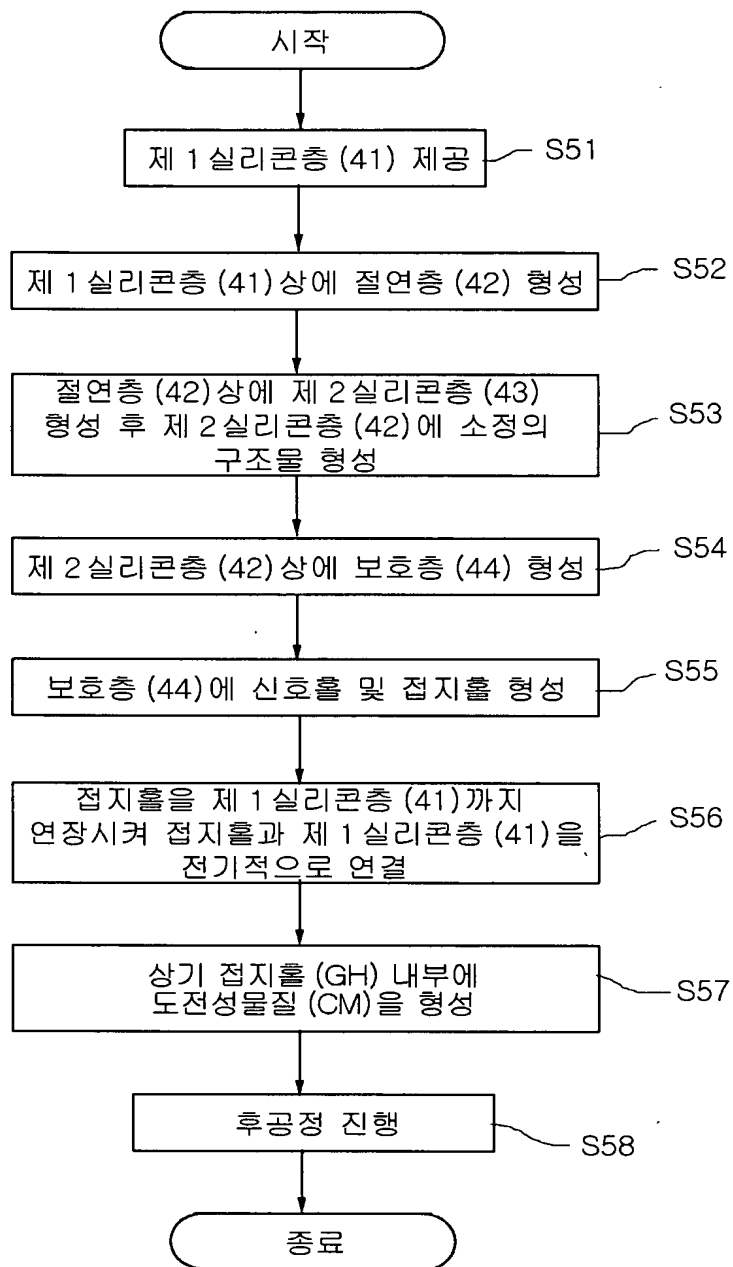 시작
제1실리콘층(41) 제공
S51
제1실리콘층(41)상에 절연층(42) 형성
S52
절연층(42)상에 제2실리콘층(43)
형성 후 제2실리콘층(42)에 소정의
구조물 형성
S53
제2실리콘층(42)상에 보호층(44) 형성
S54
보호층(44)에 신호홀 및 접지홀 형성
S55
접지홀을 제1실리콘층(41)까지
연장시켜 접지홀과 제1실리콘층(41)을
전기적으로 연결
S56
상기 접지홀(GH) 내부에
도전성물질(CM)을 형성
S57
후공정 진행
S58
종료